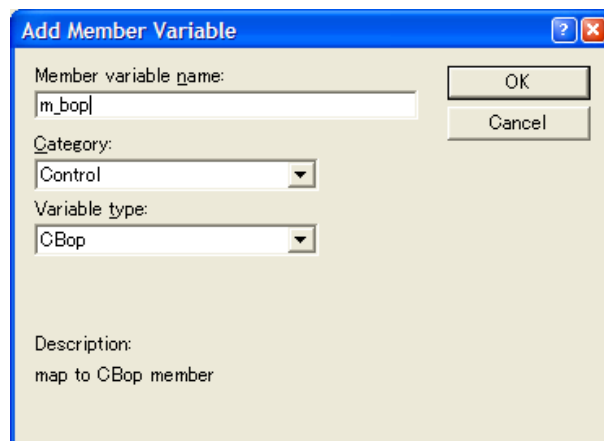 Add Member Variable
Member variable name:
m_bop
OK
Cancel
Category:
Control
Variable type:
CBop
Description:
map to CBop member